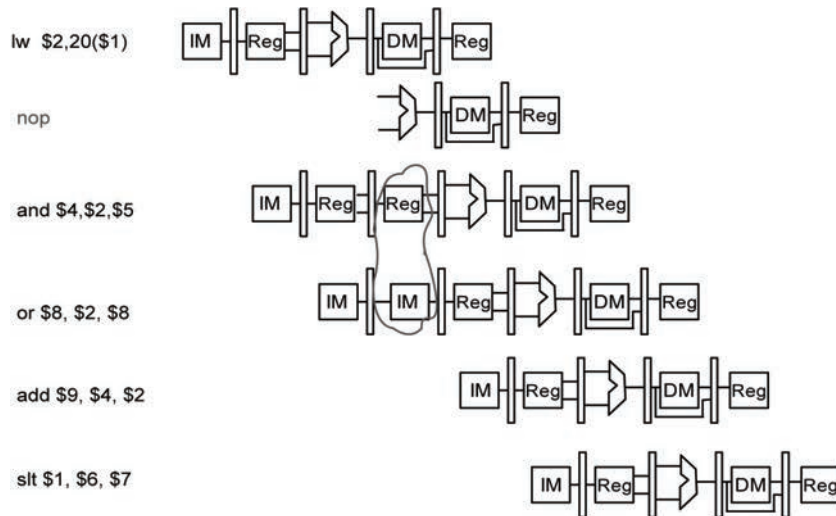 lw $2,20($1) IM Reg DM Reg
nop DM Reg
and $4,$2,$5 IM Reg Reg DM Reg
or $8, $2, $8 IM IM Reg DM Reg
add $9, $4, $2 IM Reg DM Reg
slt $1, $6, $7 IM Reg DM Reg